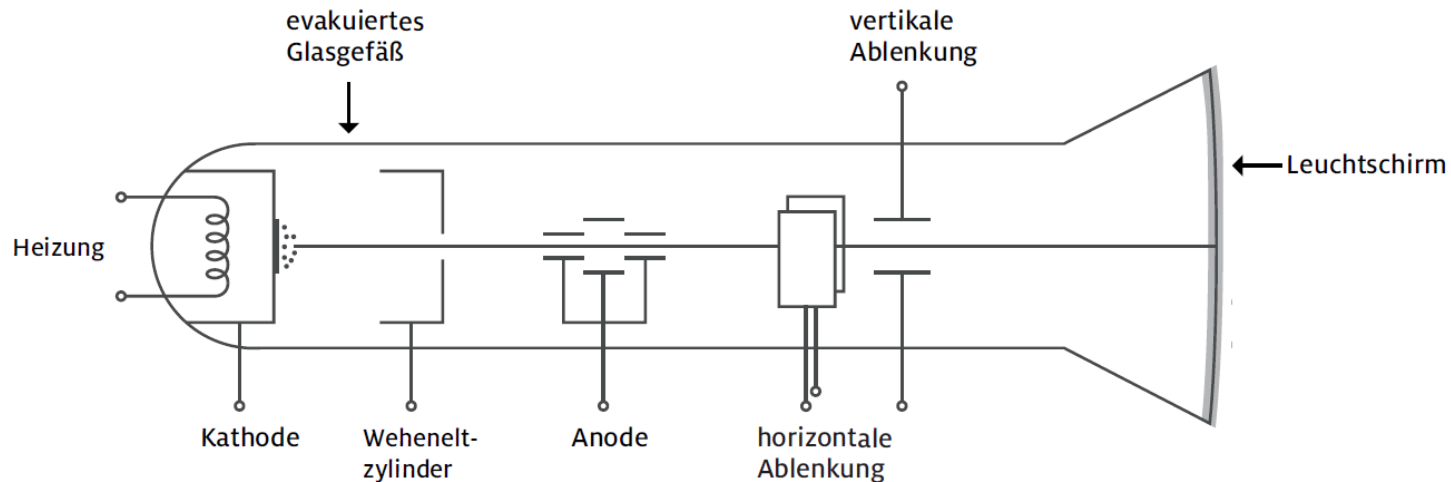 evakuiertes
Glasgefäß
vertikale
Ablenkung
Leuchtschirm
Heizung
Kathode
Wehenelt-
zylinder
Anode
horizontale
Ablenkung